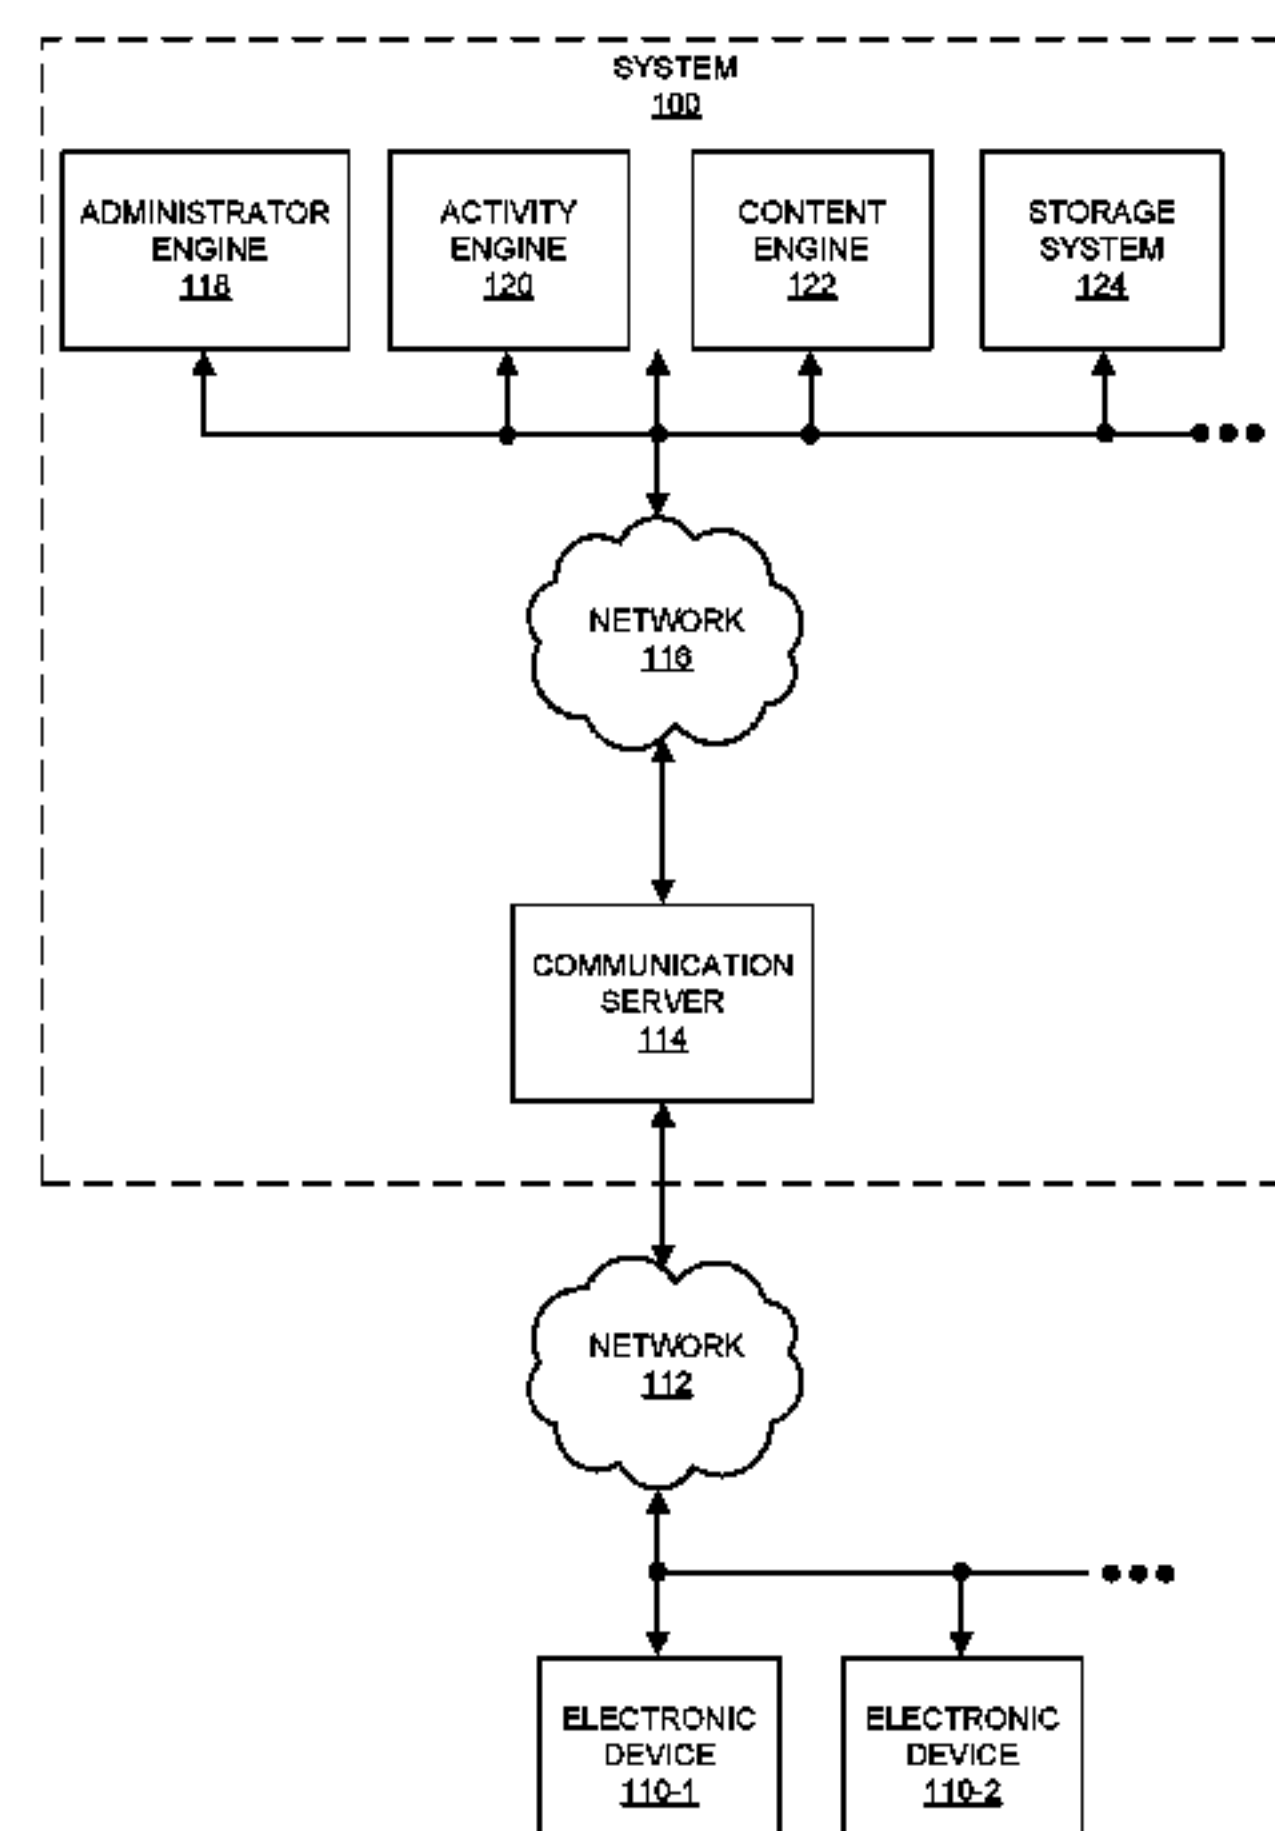 SYSTEM
100
ADMINISTRATOR
ENGINE
118
ACTIVITY
ENGINE
120
CONTENT
ENGINE
122
STORAGE
SYSTEM
124
NETWORK
116
COMMUNICATION
SERVER
114
NETWORK
112
ELECTRONIC
DEVICE
110-1
ELECTRONIC
DEVICE
110-2